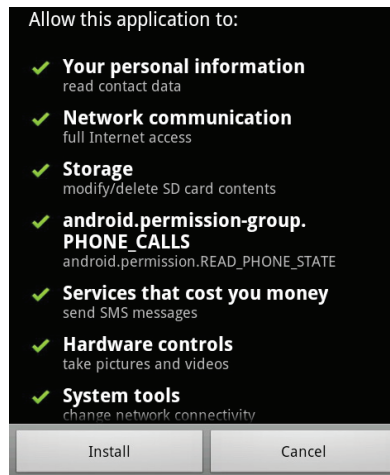 Allow this application to:
Your personal information
read contact data
Network communication
full Internet access
Storage
modify/delete SD card contents
android.permission-group.
PHONE_CALLS
android.permission.READ_PHONE_STATE
Services that cost you money
send SMS messages
Hardware controls
take pictures and videos
System tools
change network connectivity
Install
Cancel